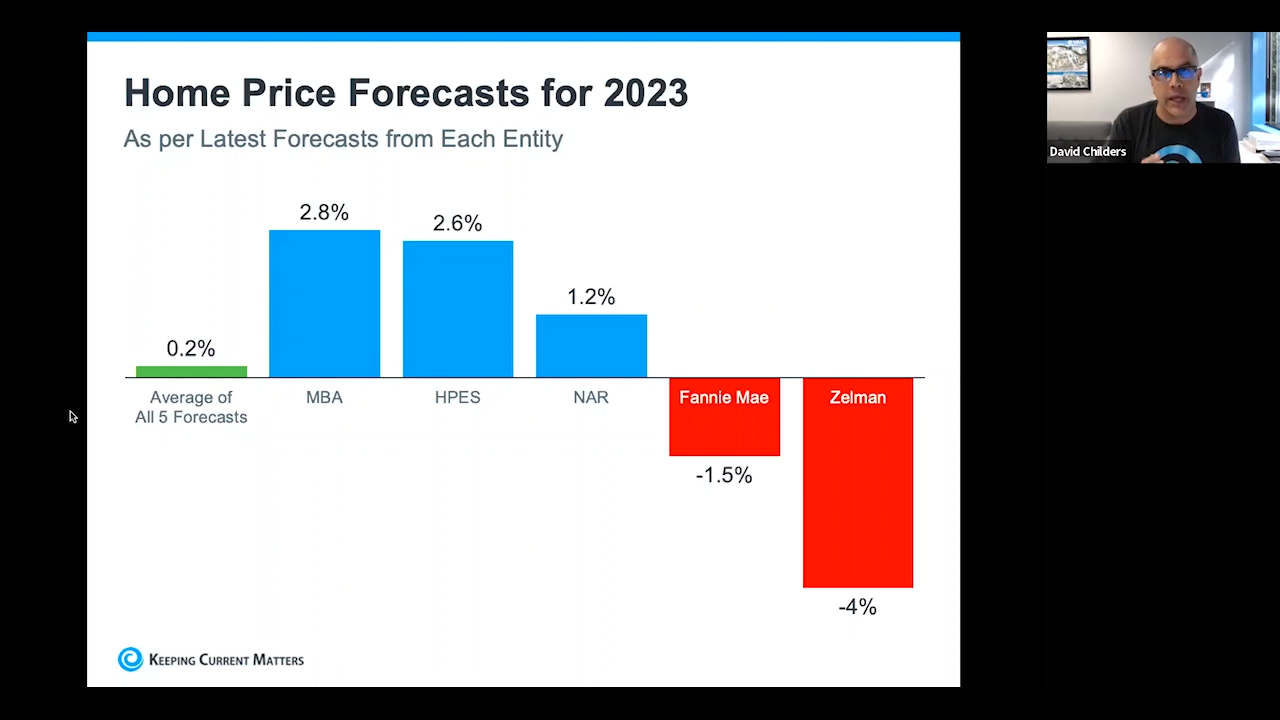 Home Price Forecasts for 2023
As per Latest Forecasts from Each Entity
0.2%
2.8%
2.6%
1.2%
Average of
All 5 Forecasts
MBA
HPES
NAR
Fannie Mae
Zelman
-1.5%
-4%
KEEPING CURRENT MATTERS
David Childers